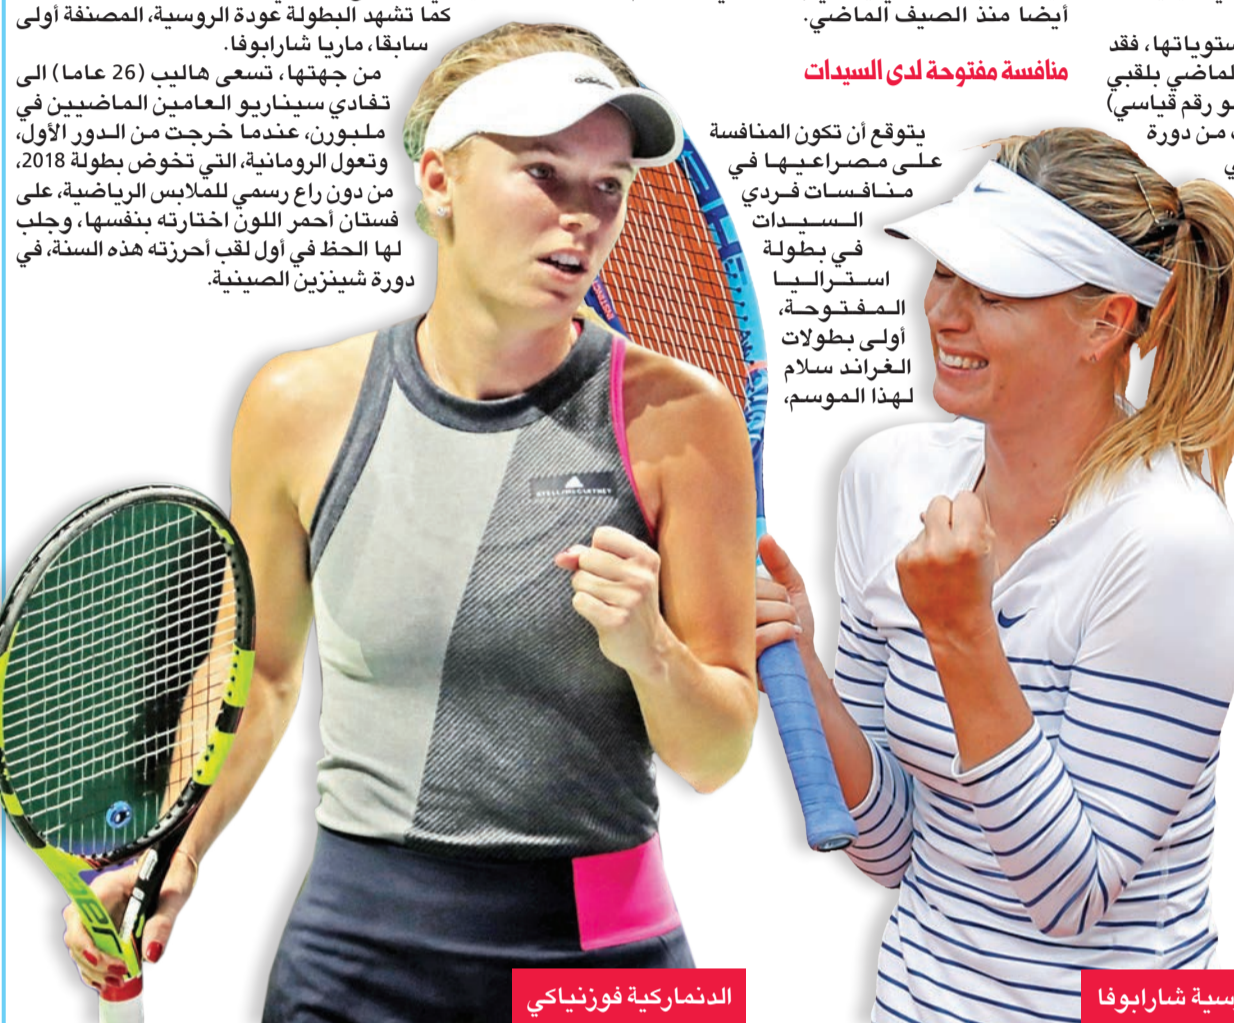 ستوياتها، فقد
لماضي بلقبي
و رقم قياسي)
من دورة
أيضا منذ الصيف الماضي.
منافسة مفتوحة لدى السيدات
يتوقع أن تكون المنافسة
على مصراعيها في
منافسات فردي
السيدات
في بطولة
استراليا
المفتوحة،
أولى بطولات
الغراند سلام
لهذا الموسم،
كما تشهد البطولة عودة الروسية، المصنفة أولى
سابقا، ماريا شارابوفا.
من جهتها، تسعى هاليب (26 عاما) الى
تفادي سيناريو العامين الماضيين في
ملبورن، عندما خرجت من الدور الأول،
وتعول الرومانية، التي تخوض بطولة 2018،
من دون راع رسمي للملابس الرياضية، على
فستان أحمر اللون اختارته بنفسها، وجلب
لها الحظ في أول لقب أحرزته هذه السنة، في
دورة شينزين الصينية.
adidas
STELLA McCARTNEY
سية شارابوفا
الدنماركية فوزنياكي